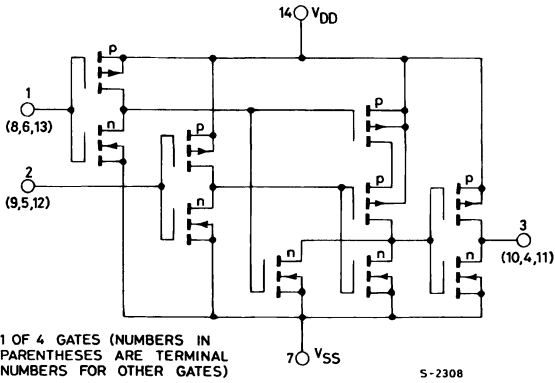 14 VDD
p
1
(8,6,13)
n
p
p
2
(9,5,12)
n
p
p
n
n
n
3
(10,4,11)
1 OF 4 GATES (NUMBERS IN
PARENTHESES ARE TERMINAL
NUMBERS FOR OTHER GATES)
7 VSS
S-2308